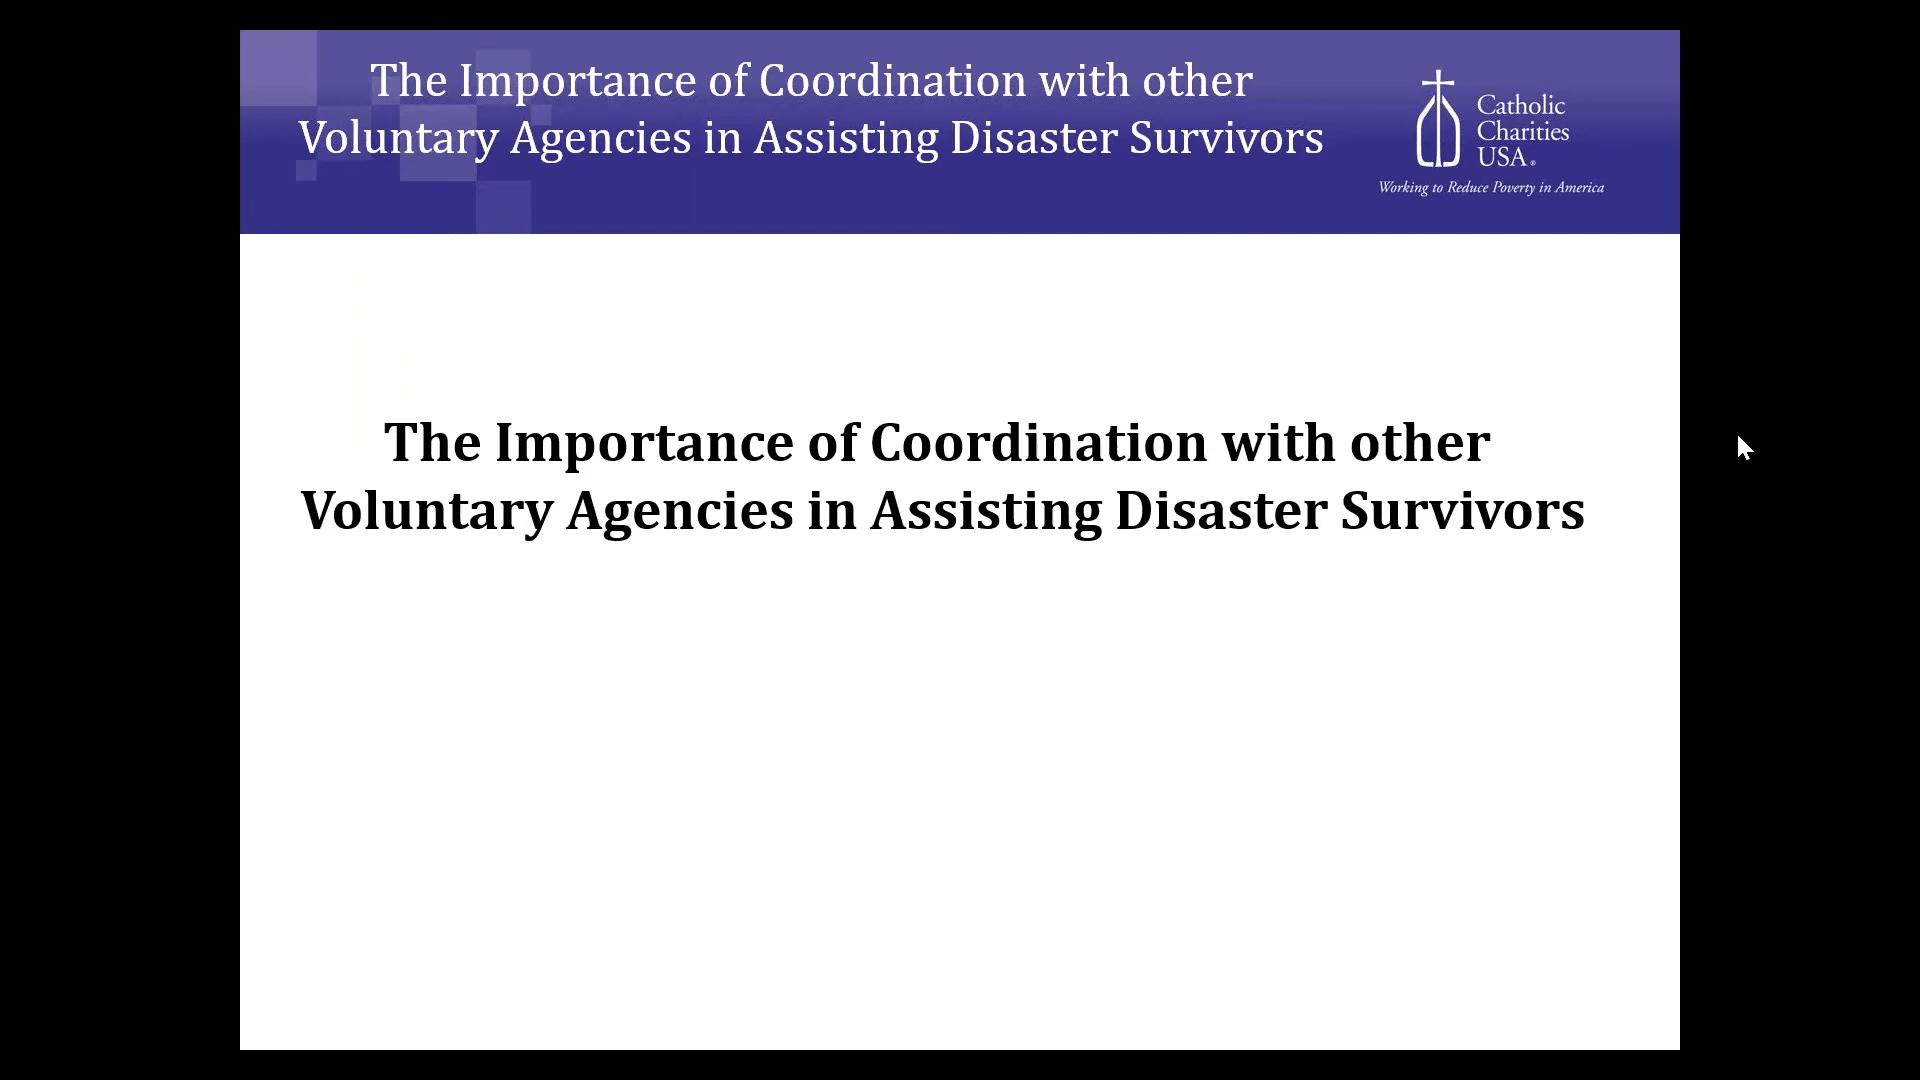 The Importance of Coordination with other
Voluntary Agencies in Assisting Disaster Survivors
Catholic
Charities
USA®
Working to Reduce Poverty in America
The Importance of Coordination with other
Voluntary Agencies in Assisting Disaster Survivors